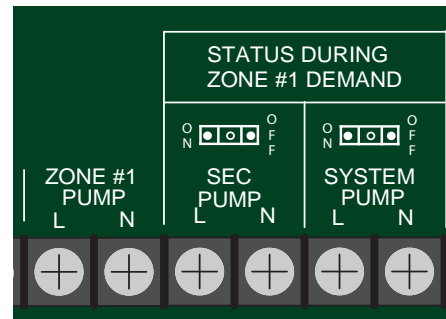 STATUS DURING
ZONE #1 DEMAND
ON OFF ON OFF
ZONE #1 SEC SYSTEM
PUMP PUMP PUMP
L N L N L N